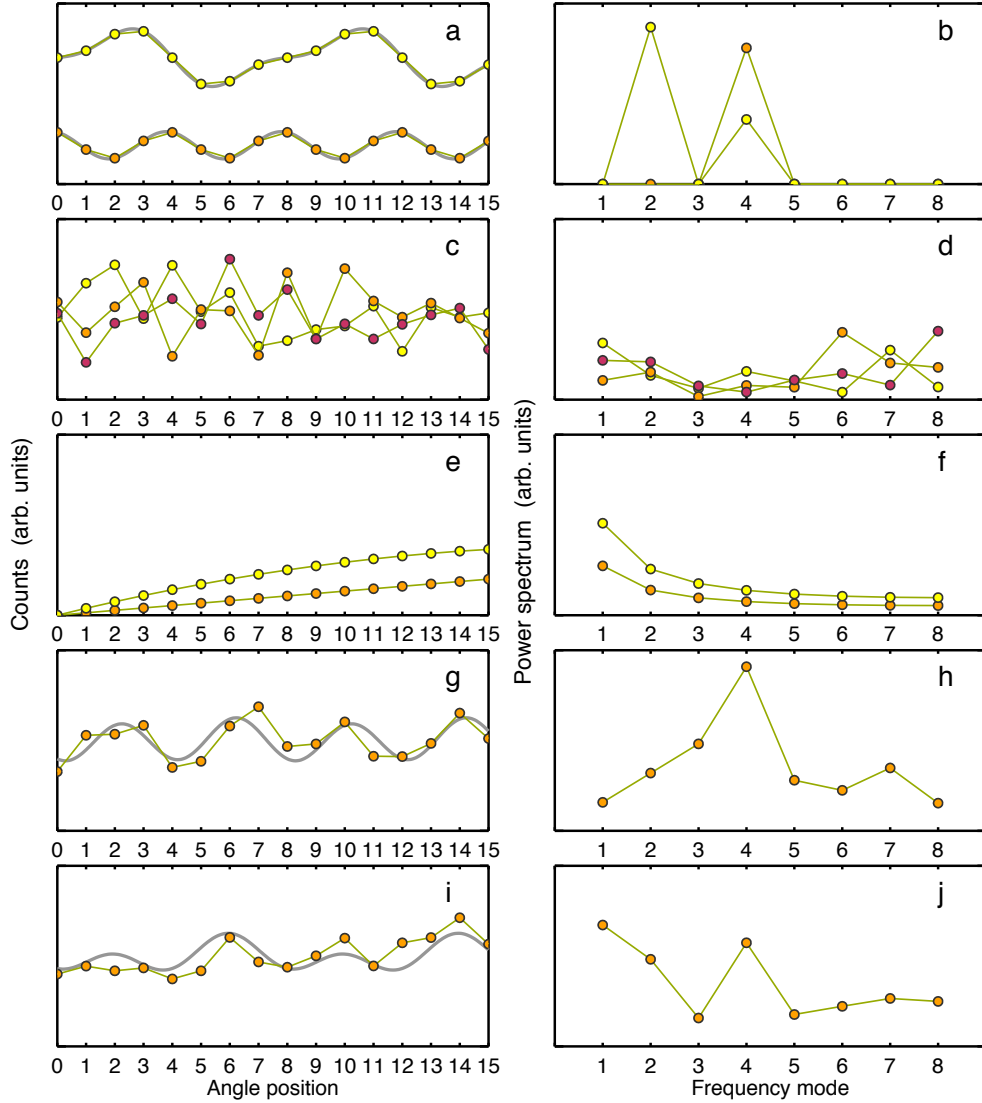 a
b
0 1 2 3 4 5 6 7 8 9 10 11 12 13 14 15
1 2 3 4 5 6 7 8
c
d
0 1 2 3 4 5 6 7 8 9 10 11 12 13 14 15
1 2 3 4 5 6 7 8
Counts (arb. units)
Power spectrum (arb. units)
e
f
0 1 2 3 4 5 6 7 8 9 10 11 12 13 14 15
1 2 3 4 5 6 7 8
g
h
0 1 2 3 4 5 6 7 8 9 10 11 12 13 14 15
1 2 3 4 5 6 7 8
i
j
0 1 2 3 4 5 6 7 8 9 10 11 12 13 14 15
1 2 3 4 5 6 7 8
Angle position
Frequency mode